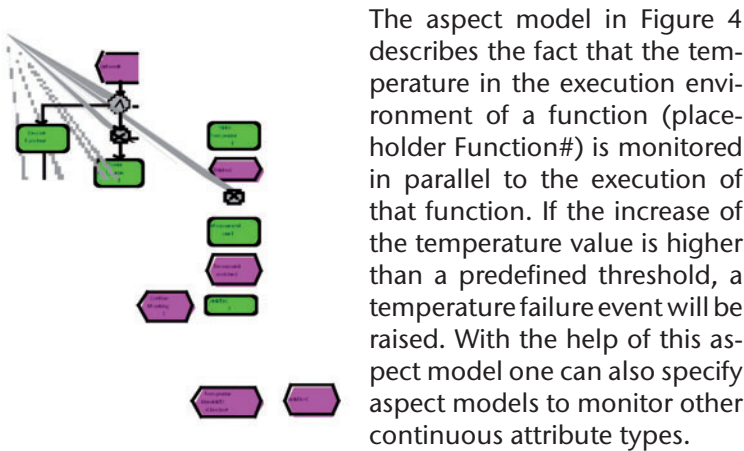 The aspect model in Figure 4
describes the fact that the tem-
perature in the execution envi-
ronment of a function (place-
holder Function#) is monitored
in parallel to the execution of
that function. If the increase of
the temperature value is higher
than a predefined threshold, a
temperature failure event will be
raised. With the help of this as-
pect model one can also specify
aspect models to monitor other
continuous attribute types.